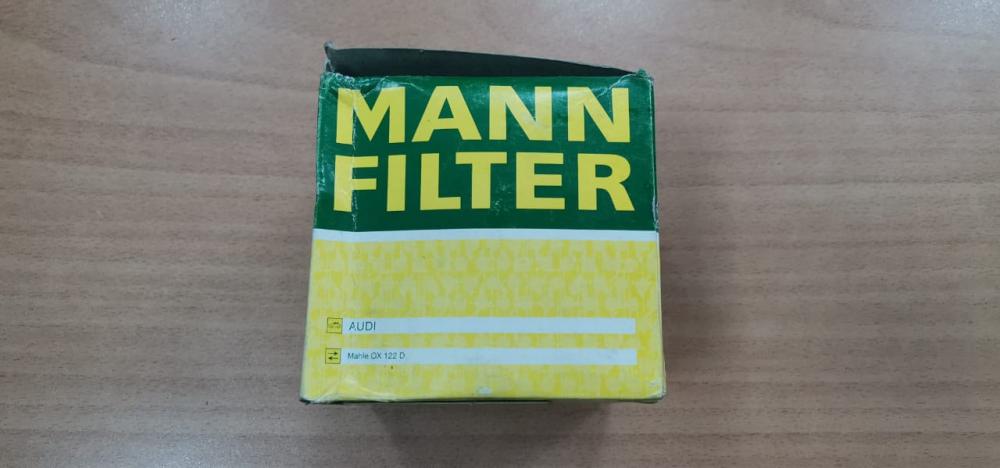 MANN
FILTER
AUDI
Mahle OX 122 D